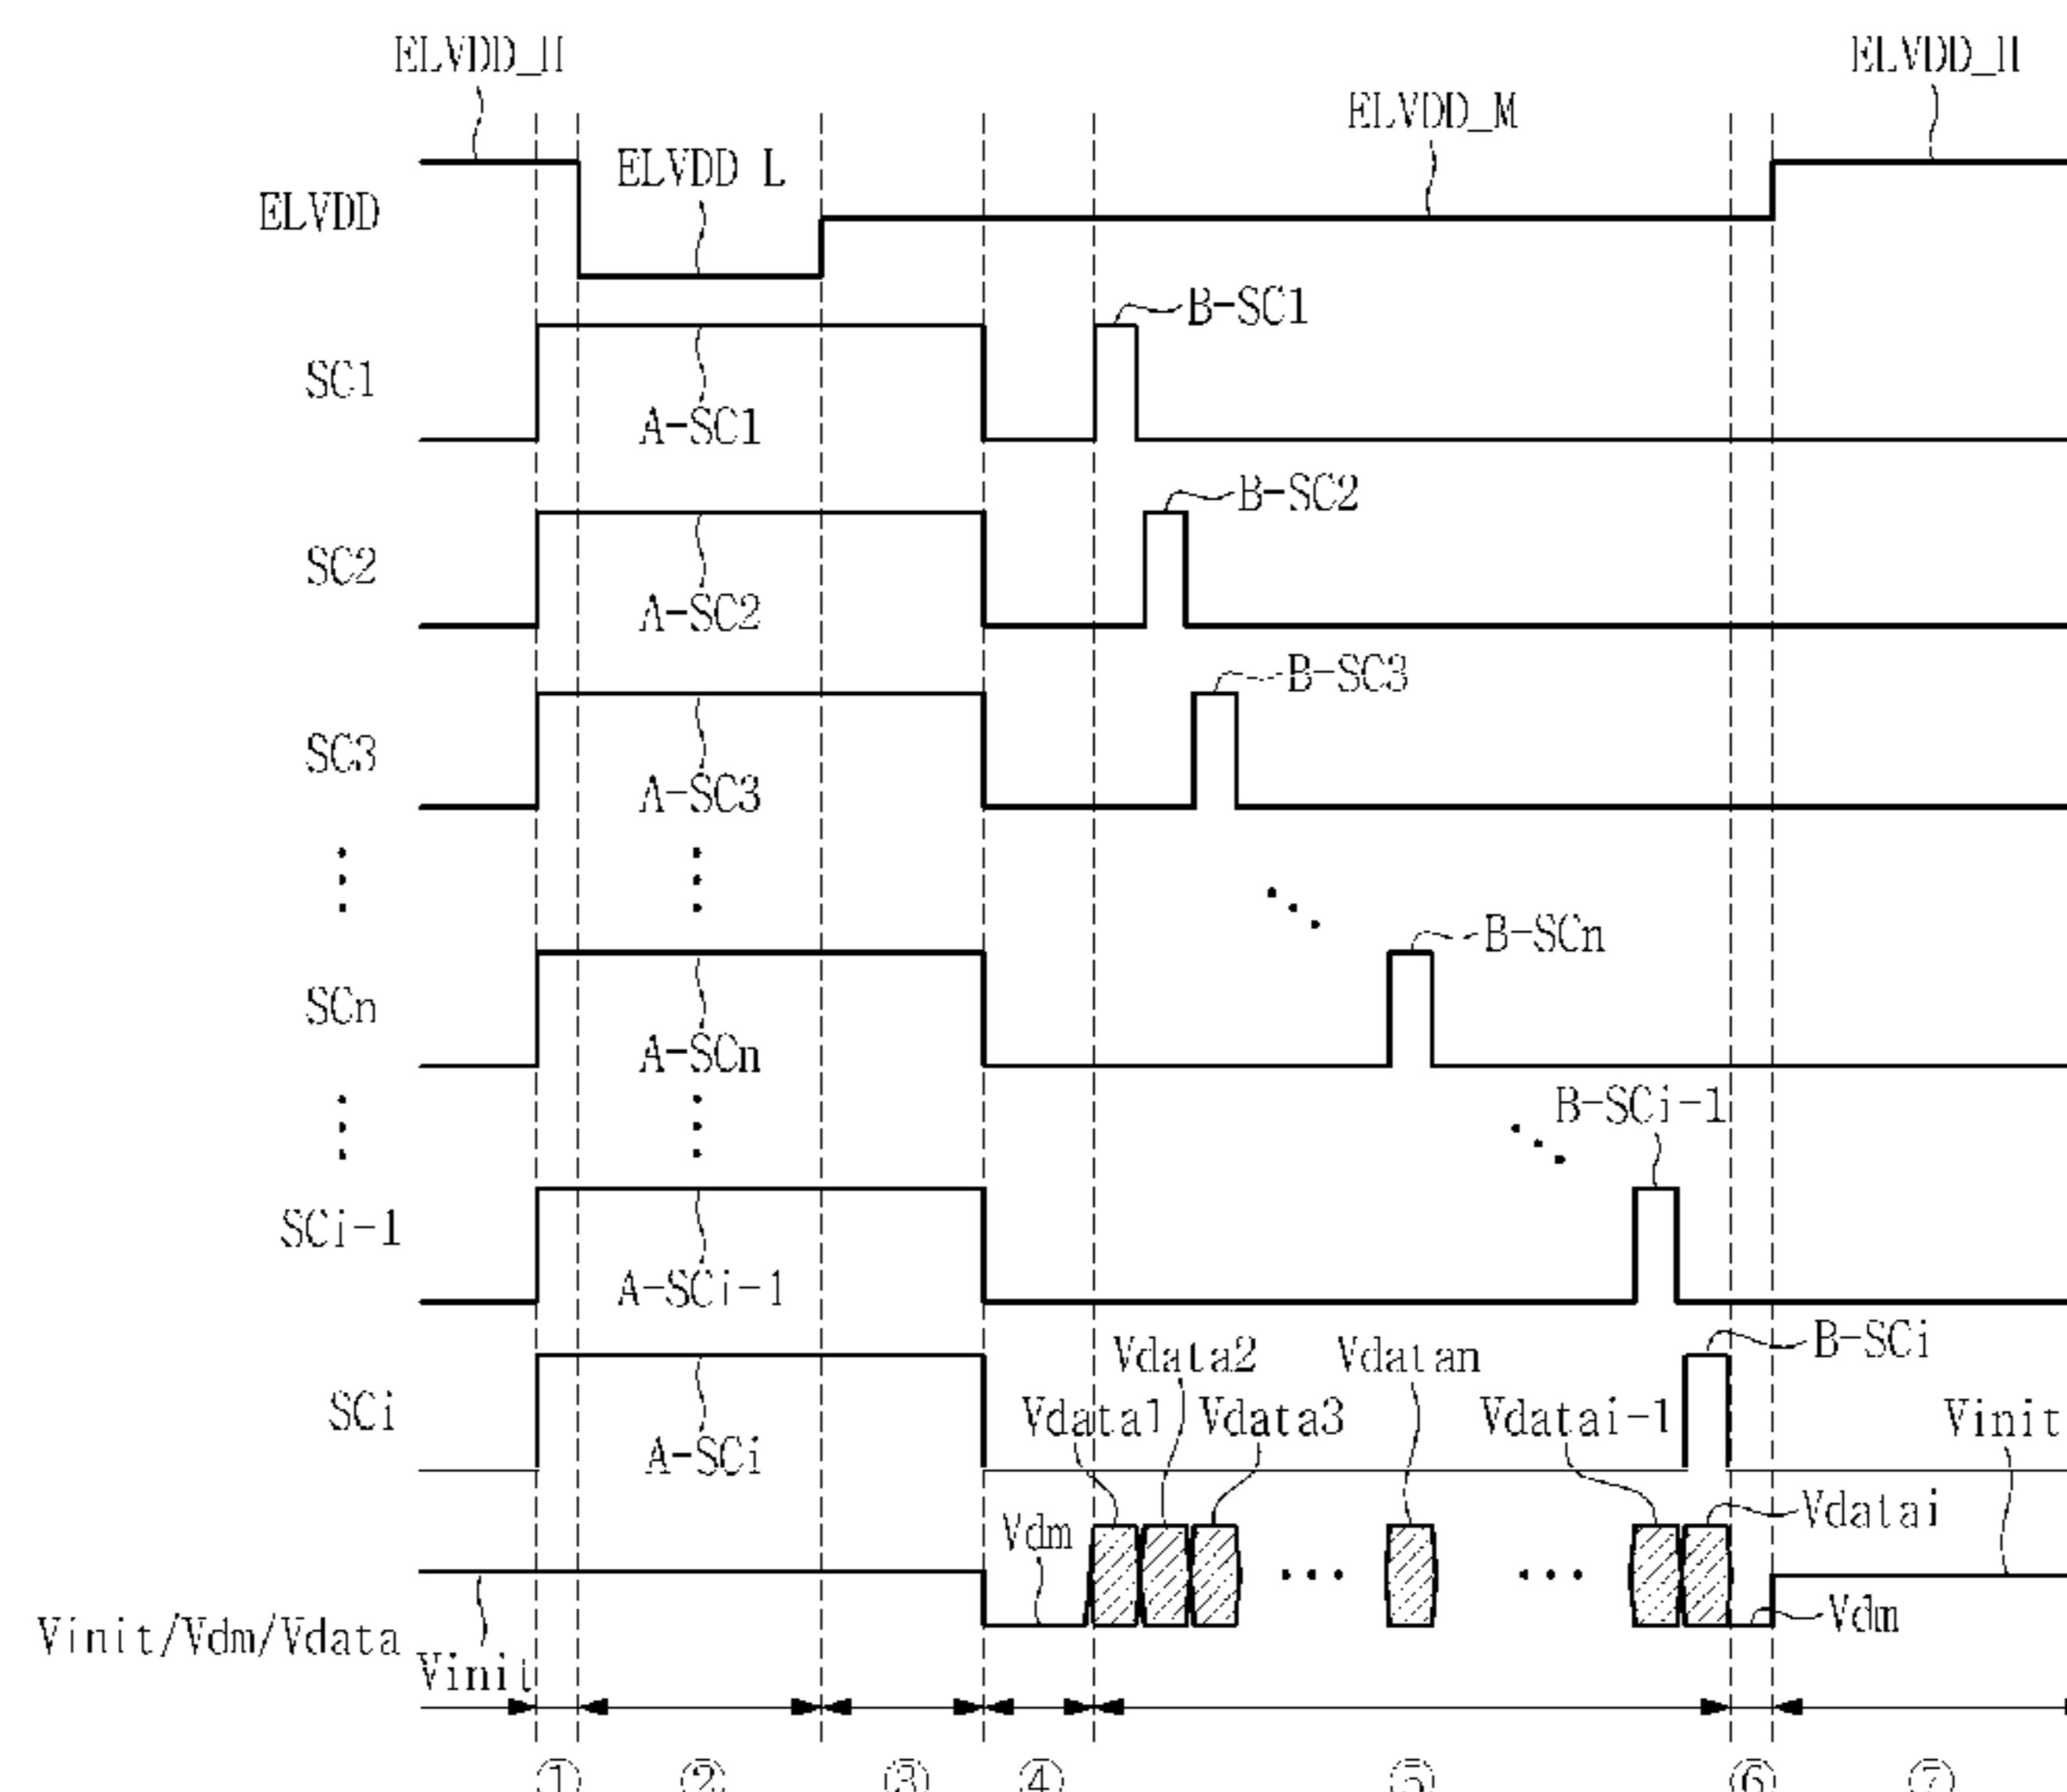 ELVDD_H
ELVDD_H
ELVDD_M
ELVDD L
ELVDD
B-SC1
SC1
A-SC1
B-SC2
SC2
A-SC2
B-SC3
SC3
A-SC3
B-SCn
SCn
A-SCn
B-SCi-1
SCi-1
A-SCi-1
B-SCi
Vdata2
Vdatan
SCi
Vdata1
Vdata3
Vdatai-1
Vinit
A-SCi
Vdatai
Vdm
Vdm
Vinit/Vdm/Vdata
Vinit
① ② ③ ④ ⑤ ⑥ ⑦